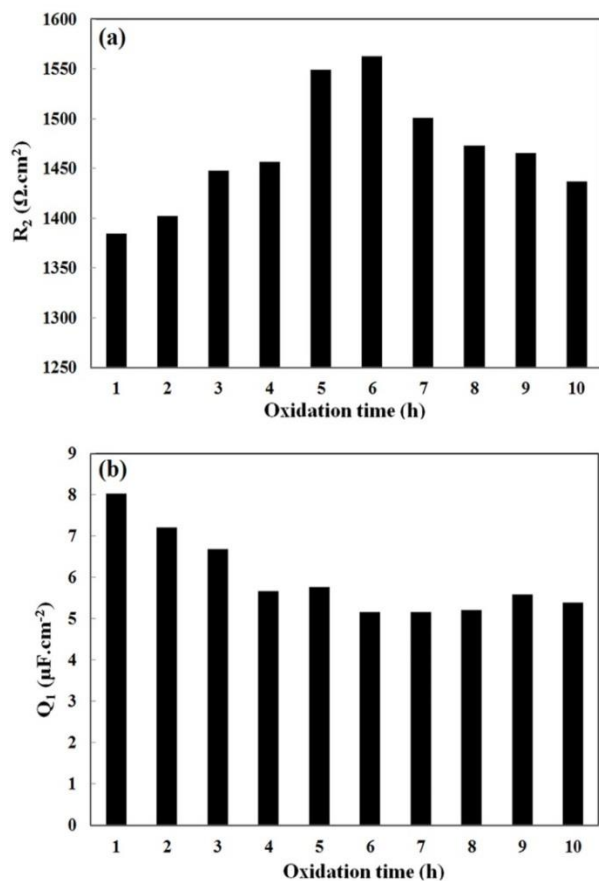 (a)
1600
1550
1500
1450
1400
1350
1300
1250
R₂ (Ω.cm²)
1 2 3 4 5 6 7 8 9 10
Oxidation time (h)
(b)
9
8
7
6
5
4
3
2
1
0
Q₁ (µF.cm⁻²)
1 2 3 4 5 6 7 8 9 10
Oxidation time (h)